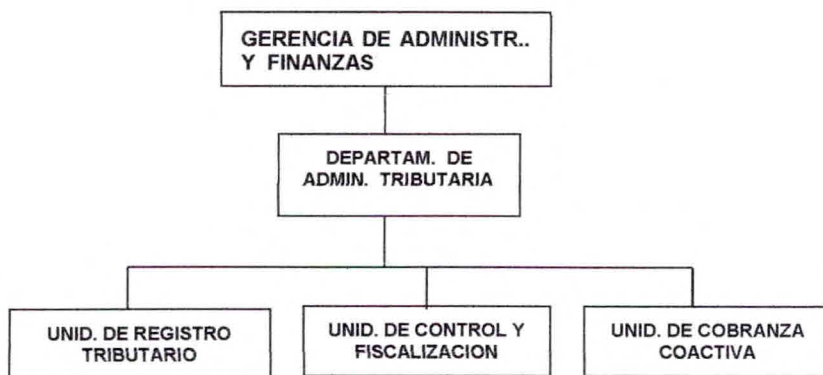 GERENCIA DE ADMINISTR..
Y FINANZAS
DEPARTAM. DE
ADMIN. TRIBUTARIA
UNID. DE REGISTRO
TRIBUTARIO
UNID. DE CONTROL Y
FISCALIZACION
UNID. DE COBRANZA
COACTIVA